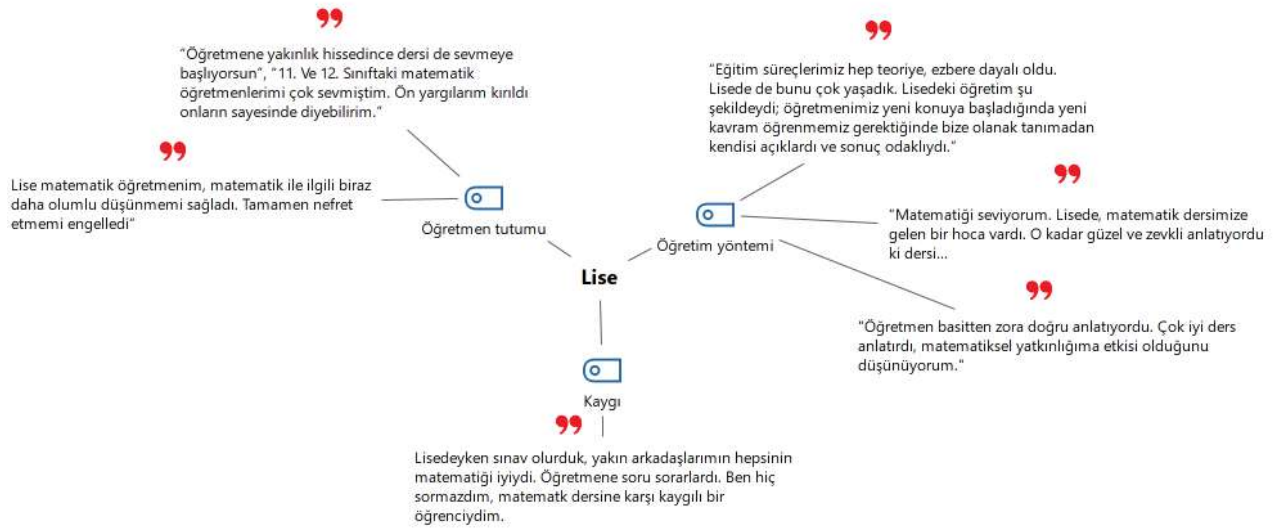 "Öğretmene yakınlık hissedince dersi de sevmeye
başlıyorsun", "11. Ve 12. Sınıftaki matematik
öğretmenlerimi çok sevmiştim. Ön yargılarım kırıldı
onların sayesinde diyebilirim."
Lise matematik öğretmenim, matematik ile ilgili biraz
daha olumlu düşünmemi sağladı. Tamamen nefret
etmemi engelledi"
Öğretmen tutumu
"Eğitim süreçlerimiz hep teoriye, ezbere dayalı oldu.
Lisede de bunu çok yaşadık. Lisedeki öğretim şu
şekildeydi; öğretmenimiz yeni konuya başladığında yeni
kavram öğrenmemiz gerektiğinde bize olanak tanımadan
kendisi açıklardı ve sonuç odaklıydı."
"Matematiği seviyorum. Lisede, matematik dersimize
gelen bir hoca vardı. O kadar güzel ve zevkli anlatıyordu
ki dersi...
Öğretim yöntemi
"Öğretmen basitten zora doğru anlatıyordu. Çok iyi ders
anlatırdı, matematiksel yatkınlığıma etkisi olduğunu
düşünüyorum."
Lise
Kaygı
Lisedeyken sınav olurduk, yakın arkadaşlarımın hepsinin
matematiği iyiydi. Öğretmene soru sorarlardı. Ben hiç
sormazdım, matematk dersine karşı kaygılı bir
öğrenciydim.